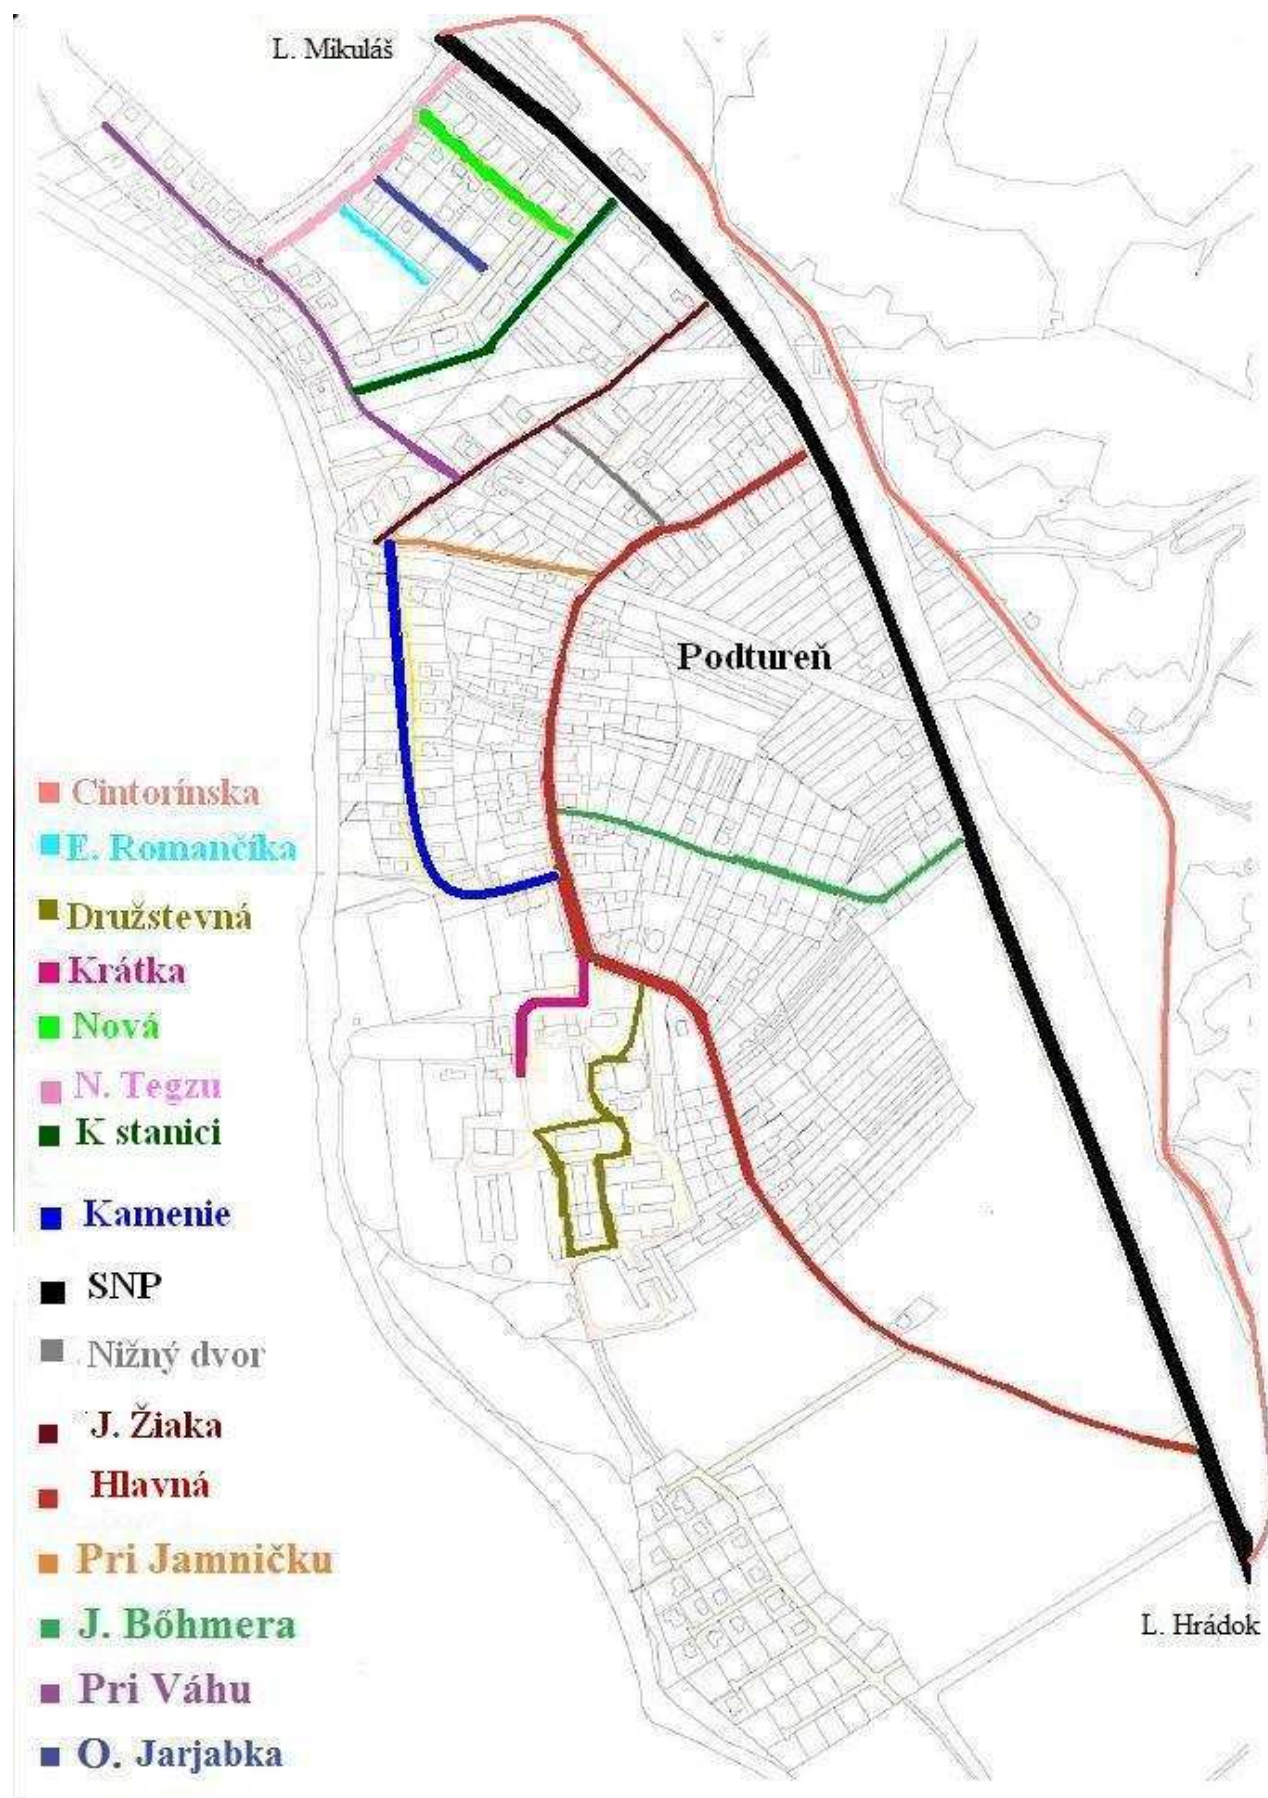 L. Mikuláš
Podtureň
Cintorínska
E. Romančíka
Družstevná
Krátka
Nová
N. Tegzu
K stanici
Kamenie
SNP
Nižný dvor
J. Žiaka
Hlavná
Pri Jamníčku
J. Bőhmera
Pri Váhu
O. Jarjabka
L. Hrádok